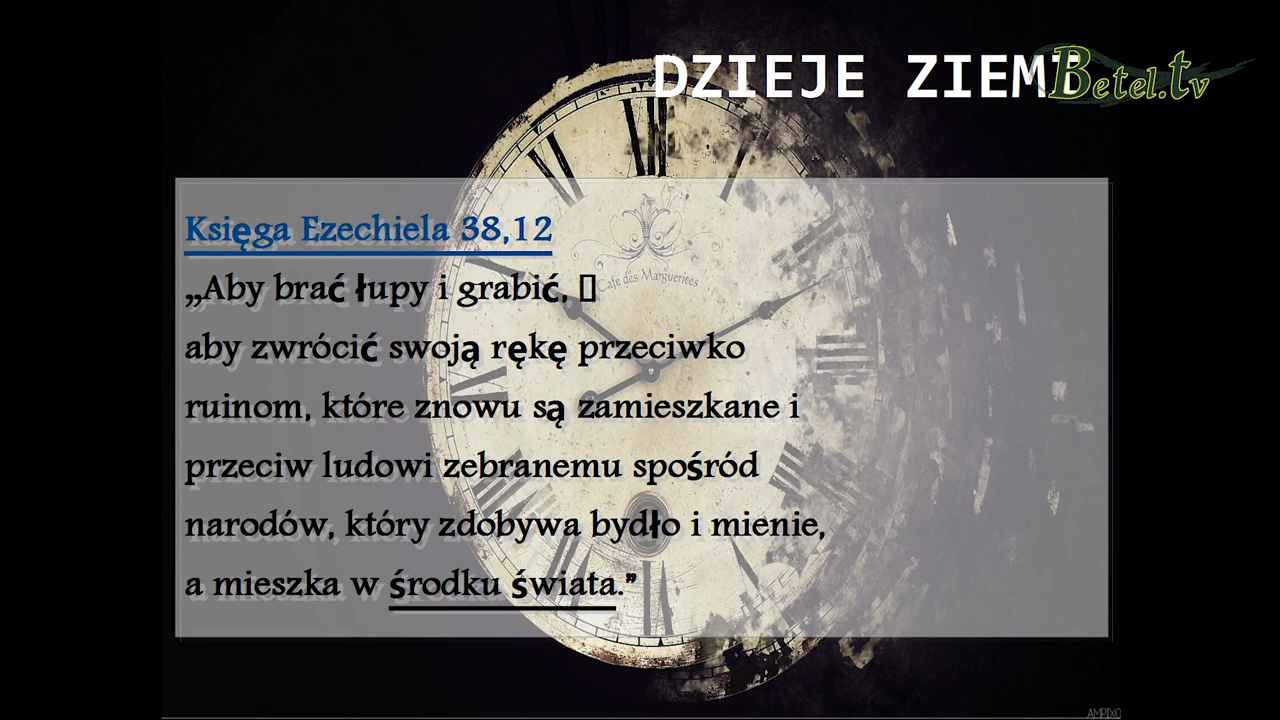 DZIEJE ZIEMI
Betel.tv
Księga Ezechiela 38,12
„Aby brać łupy i grabić,
aby zwrócić swoją rękę przeciwko
ruinom, które znowu są zamieszkane i
przeciw ludowi zebranemu spośród
narodów, który zdobywa bydło i mienie,
a mieszka w środku świata.”
Cafe des Marguerites
AMPIXO